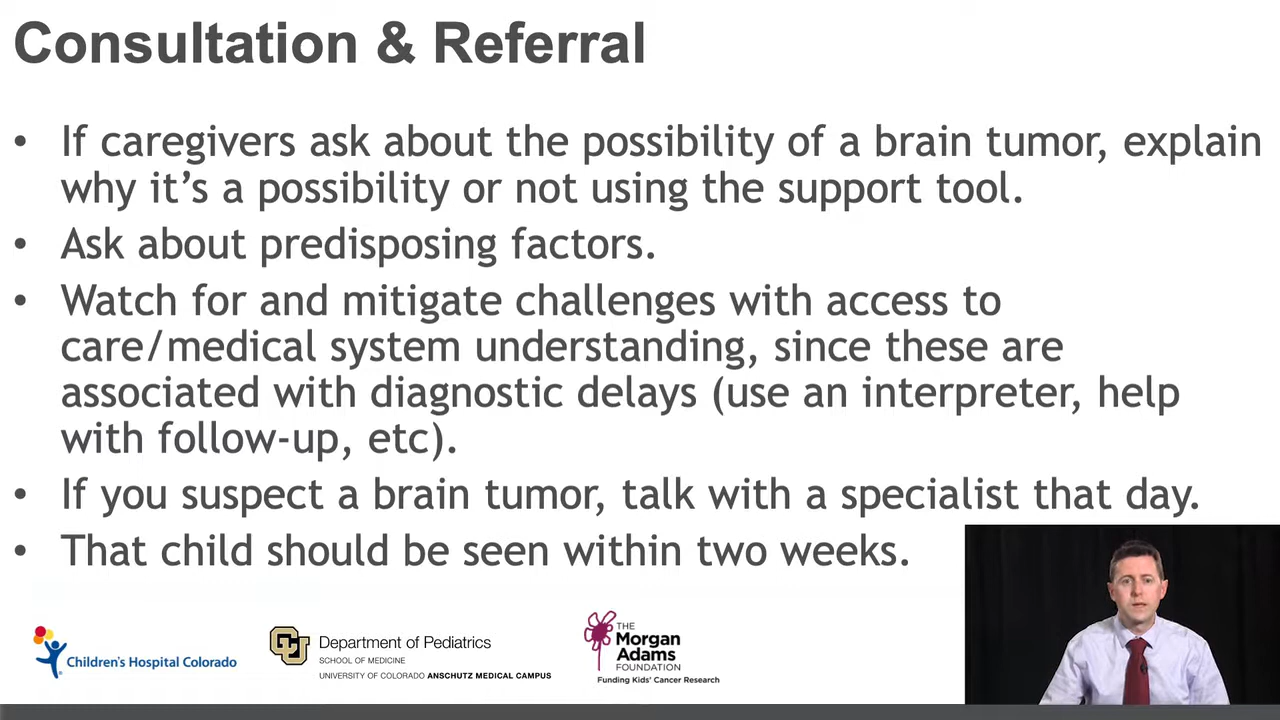 Consultation & Referral
• If caregivers ask about the possibility of a brain tumor, explain
why it’s a possibility or not using the support tool.
• Ask about predisposing factors.
• Watch for and mitigate challenges with access to
care/medical system understanding, since these are
associated with diagnostic delays (use an interpreter, help
with follow-up, etc).
• If you suspect a brain tumor, talk with a specialist that day.
• That child should be seen within two weeks.
Children's Hospital Colorado
CU
Department of Pediatrics
SCHOOL OF MEDICINE
UNIVERSITY OF COLORADO ANSCHUTZ MEDICAL CAMPUS
THE
Morgan
Adams
FOUNDATION
Funding Kids' Cancer Research